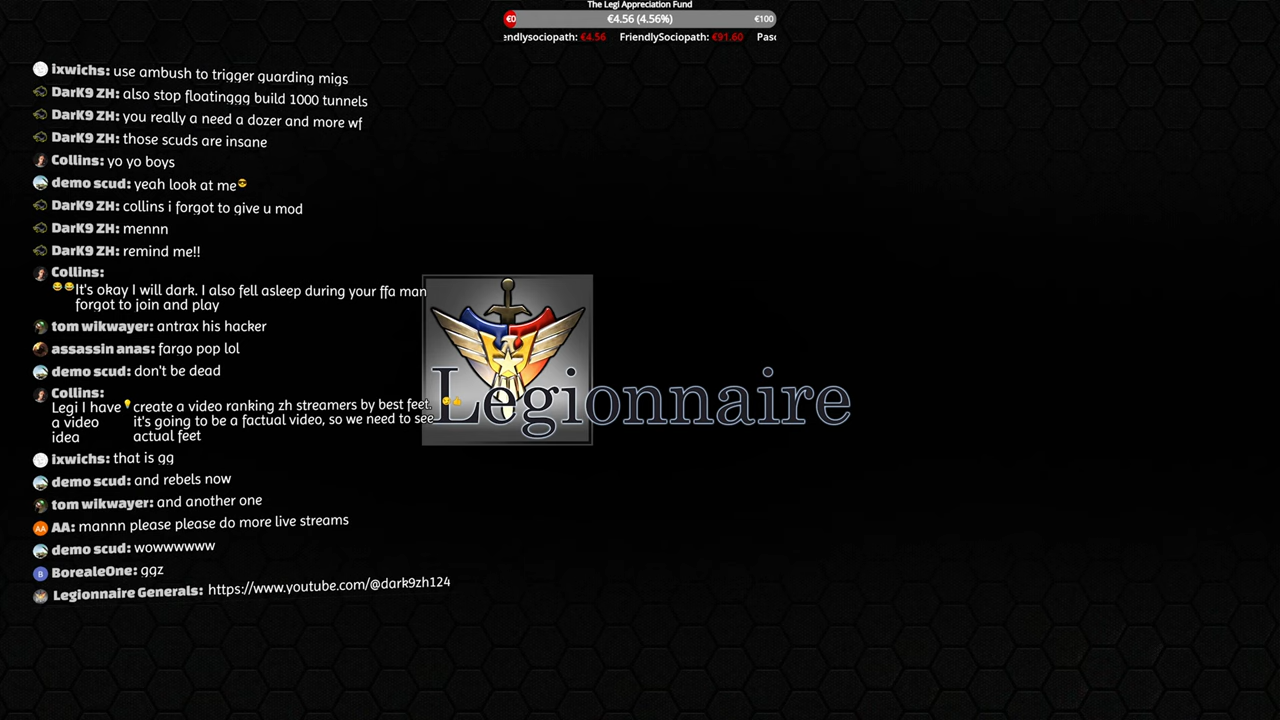 The Legi Appreciation Fund
€0 €4.56 (4.56%) €100
endlysociopath: €4.56 FriendlySociopath: €91.60 Pasc
ixwichs: use ambush to trigger guarding migs
DarK9 ZH: also stop floatinggg build 1000 tunnels
DarK9 ZH: you really a need a dozer and more wf
DarK9 ZH: those scuds are insane
Collins: yo yo boys
demo scud: yeah look at me😎
DarK9 ZH: collins i forgot to give u mod
DarK9 ZH: mennn
DarK9 ZH: remind me!!
Collins:
😂😂It's okay I will dark. I also fell asleep during your ffa man
forgot to join and play
tom wikwayer: antrax his hacker
assassin anas: fargo pop lol
demo scud: don't be dead
Collins:
Legi I have a video idea💡create a video ranking zh streamers by best feet.
it's going to be a factual video, so we need to see
actual feet
Legionnaire
ixwichs: that is gg
demo scud: and rebels now
tom wikwayer: and another one
AA AA: mannn please please do more live streams
demo scud: wowwwwww
B BorealeOne: ggz
Legionnaire Generals: https://www.youtube.com/@dark9zh124